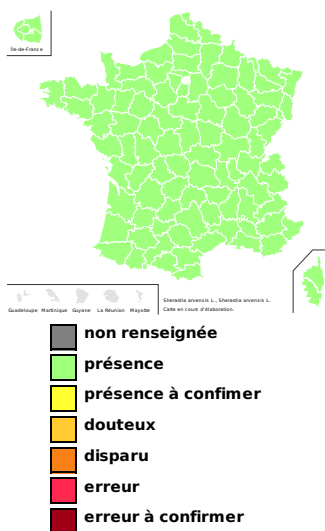 Île-de-France
Guadeloupe Martinique Guyane La Réunion Mayotte
Sherardia arvensis L., Sherardia arvensis L.
Carte en cours d'élaboration.
non renseignée
présence
présence à confimer
douteux
disparu
erreur
erreur à confirmer